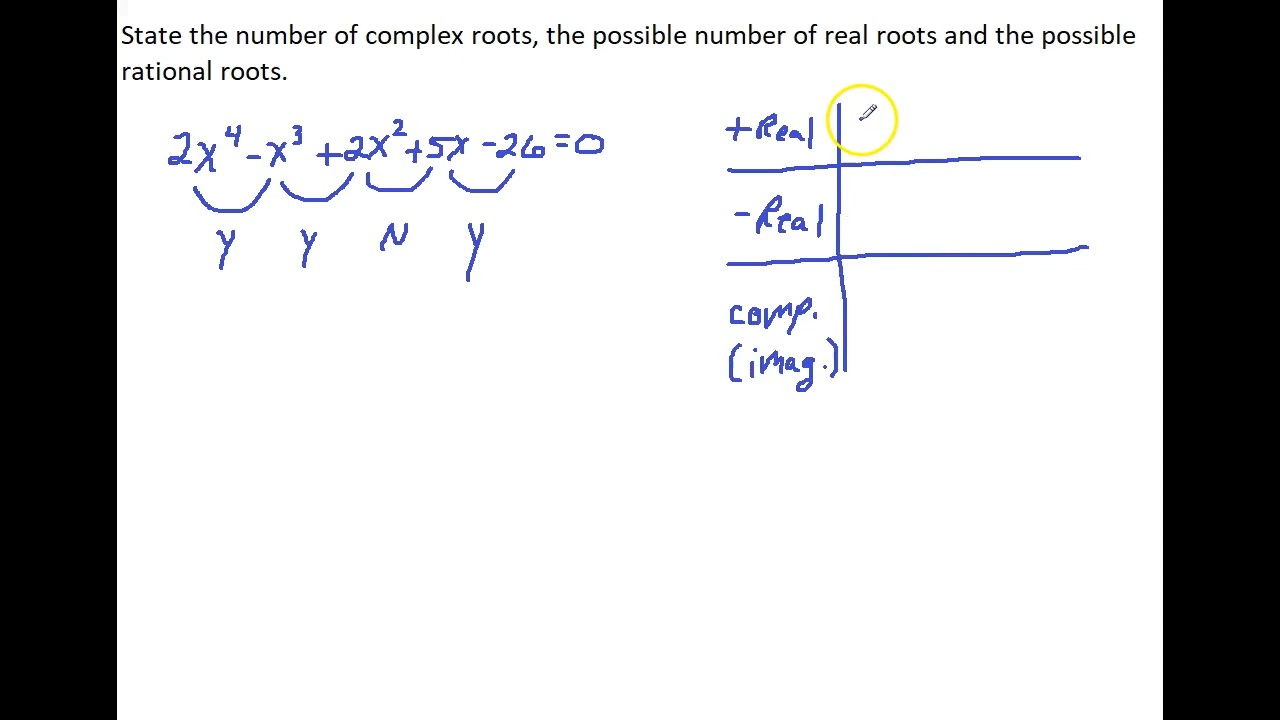 State the number of complex roots, the possible number of real roots and the possible
rational roots.
2x⁴ - x³ + 2x² + 5x - 26 = 0
Y Y N Y
+Real
-Real
comp.
(imag.)